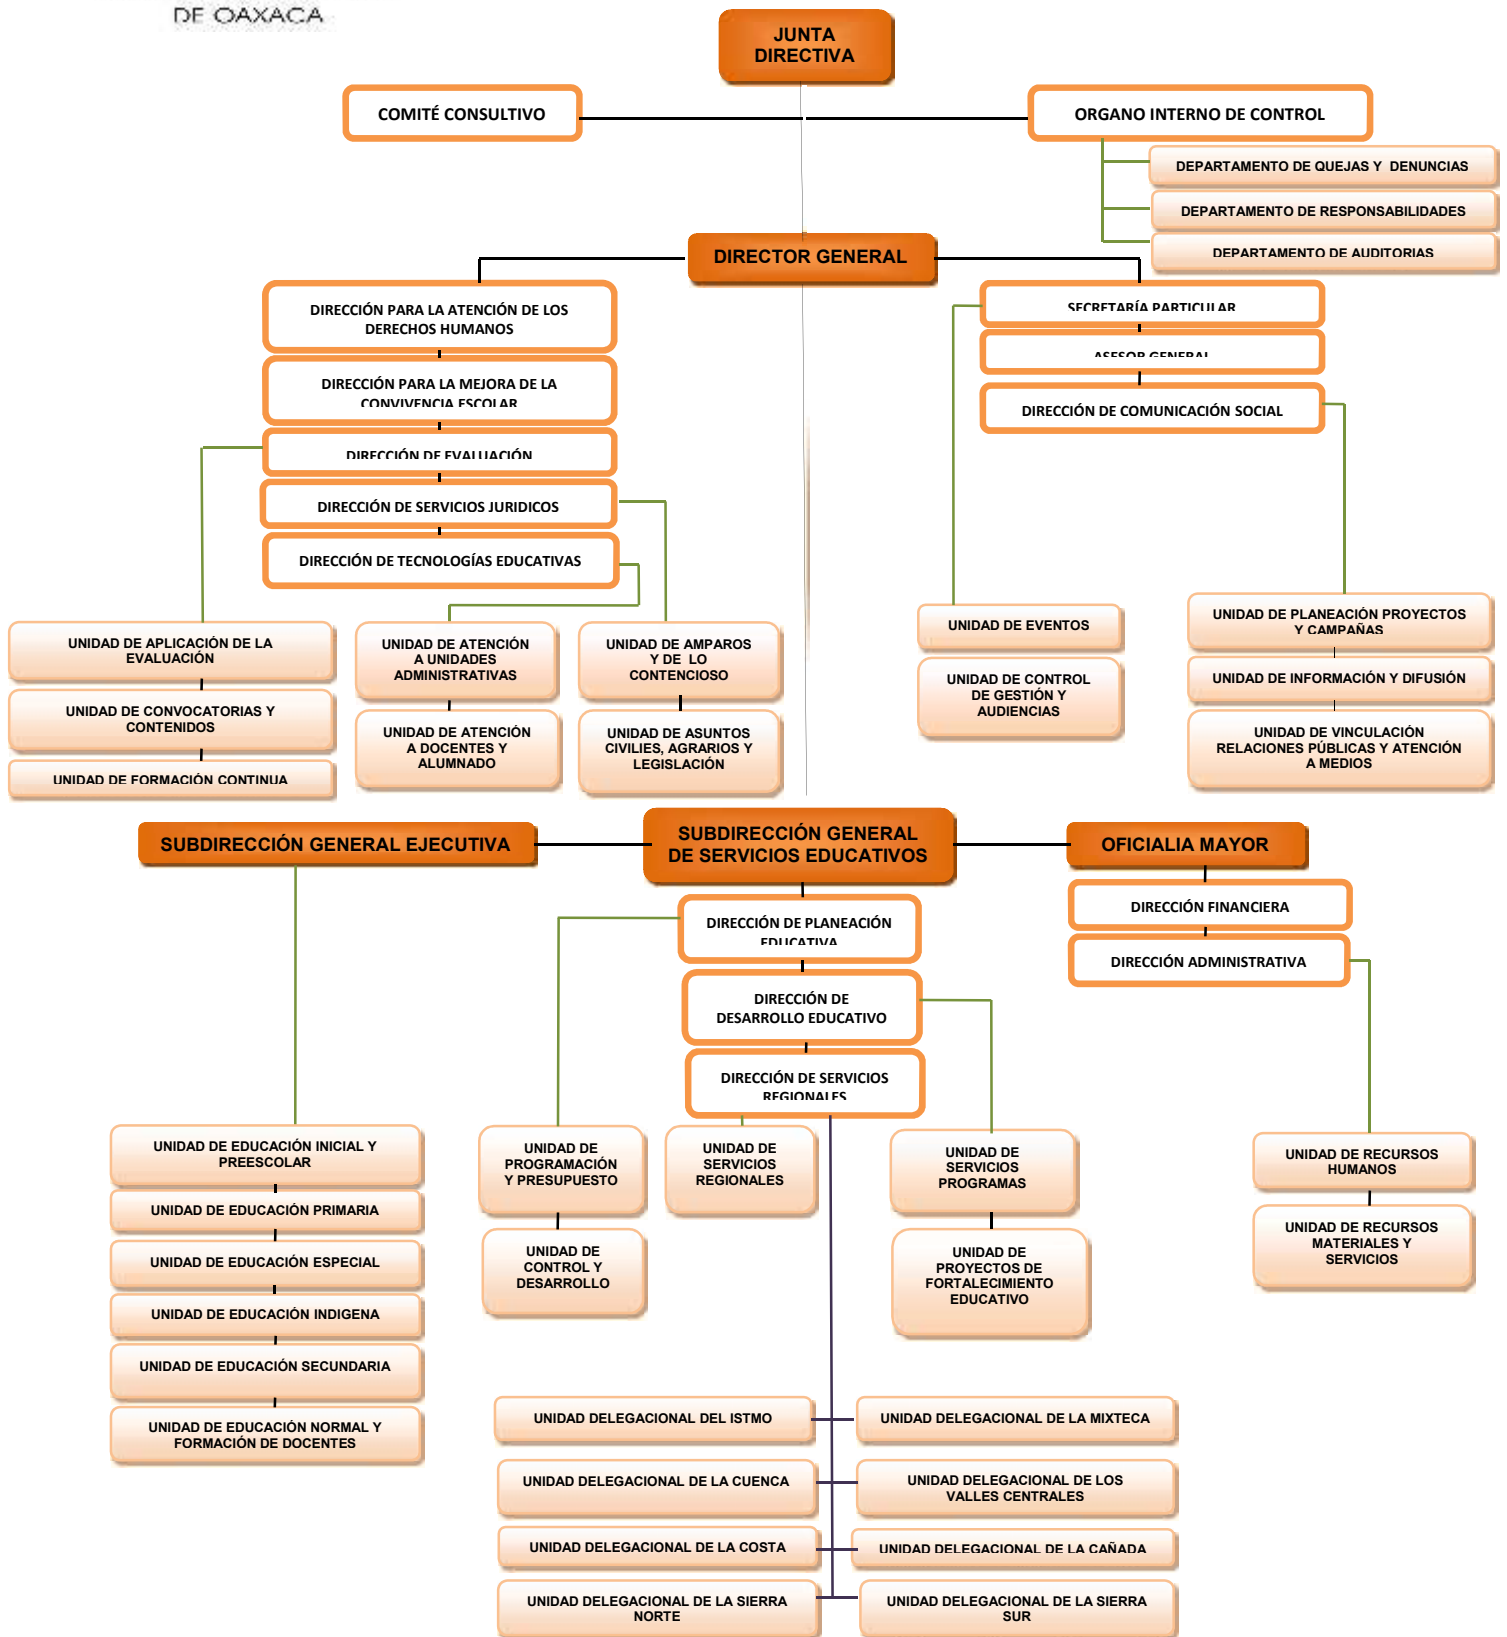 DE OAXACA
JUNTA
DIRECTIVA
COMITÉ CONSULTIVO
ORGANO INTERNO DE CONTROL
DEPARTAMENTO DE QUEJAS Y DENUNCIAS
DEPARTAMENTO DE RESPONSABILIDADES
DEPARTAMENTO DE AUDITORIAS
DIRECTOR GENERAL
DIRECCIÓN PARA LA ATENCIÓN DE LOS
DERECHOS HUMANOS
DIRECCIÓN PARA LA MEJORA DE LA
CONVIVENCIA ESCOLAR
DIRECCIÓN DE EVALUACIÓN
DIRECCIÓN DE SERVICIOS JURIDICOS
DIRECCIÓN DE TECNOLOGÍAS EDUCATIVAS
SECRETARÍA PARTICULAR
ASESOR GENERAL
DIRECCIÓN DE COMUNICACIÓN SOCIAL
UNIDAD DE APLICACIÓN DE LA
EVALUACIÓN
UNIDAD DE CONVOCATORIAS Y
CONTENIDOS
UNIDAD DE FORMACIÓN CONTINUA
UNIDAD DE ATENCIÓN
A UNIDADES
ADMINISTRATIVAS
UNIDAD DE ATENCIÓN
A DOCENTES Y
ALUMNADO
UNIDAD DE AMPAROS
Y DE LO
CONTENCIOSO
UNIDAD DE ASUNTOS
CIVILIES, AGRARIOS Y
LEGISLACIÓN
UNIDAD DE EVENTOS
UNIDAD DE CONTROL
DE GESTIÓN Y
AUDIENCIAS
UNIDAD DE PLANEACIÓN PROYECTOS
Y CAMPAÑAS
UNIDAD DE INFORMACIÓN Y DIFUSIÓN
UNIDAD DE VINCULACIÓN
RELACIONES PÚBLICAS Y ATENCIÓN
A MEDIOS
SUBDIRECCIÓN GENERAL EJECUTIVA
SUBDIRECCIÓN GENERAL
DE SERVICIOS EDUCATIVOS
OFICIALIA MAYOR
DIRECCIÓN DE PLANEACIÓN
EDUCATIVA
DIRECCIÓN DE
DESARROLLO EDUCATIVO
DIRECCIÓN DE SERVICIOS
REGIONALES
DIRECCIÓN FINANCIERA
DIRECCIÓN ADMINISTRATIVA
UNIDAD DE EDUCACIÓN INICIAL Y
PREESCOLAR
UNIDAD DE EDUCACIÓN PRIMARIA
UNIDAD DE EDUCACIÓN ESPECIAL
UNIDAD DE EDUCACIÓN INDIGENA
UNIDAD DE EDUCACIÓN SECUNDARIA
UNIDAD DE EDUCACIÓN NORMAL Y
FORMACIÓN DE DOCENTES
UNIDAD DE
PROGRAMACIÓN
Y PRESUPUESTO
UNIDAD DE
CONTROL Y
DESARROLLO
UNIDAD DE
SERVICIOS
REGIONALES
UNIDAD DE
SERVICIOS
PROGRAMAS
UNIDAD DE
PROYECTOS DE
FORTALECIMIENTO
EDUCATIVO
UNIDAD DE RECURSOS
HUMANOS
UNIDAD DE RECURSOS
MATERIALES Y
SERVICIOS
UNIDAD DELEGACIONAL DEL ISTMO
UNIDAD DELEGACIONAL DE LA MIXTECA
UNIDAD DELEGACIONAL DE LA CUENCA
UNIDAD DELEGACIONAL DE LOS
VALLES CENTRALES
UNIDAD DELEGACIONAL DE LA COSTA
UNIDAD DELEGACIONAL DE LA CAÑADA
UNIDAD DELEGACIONAL DE LA SIERRA
NORTE
UNIDAD DELEGACIONAL DE LA SIERRA
SUR